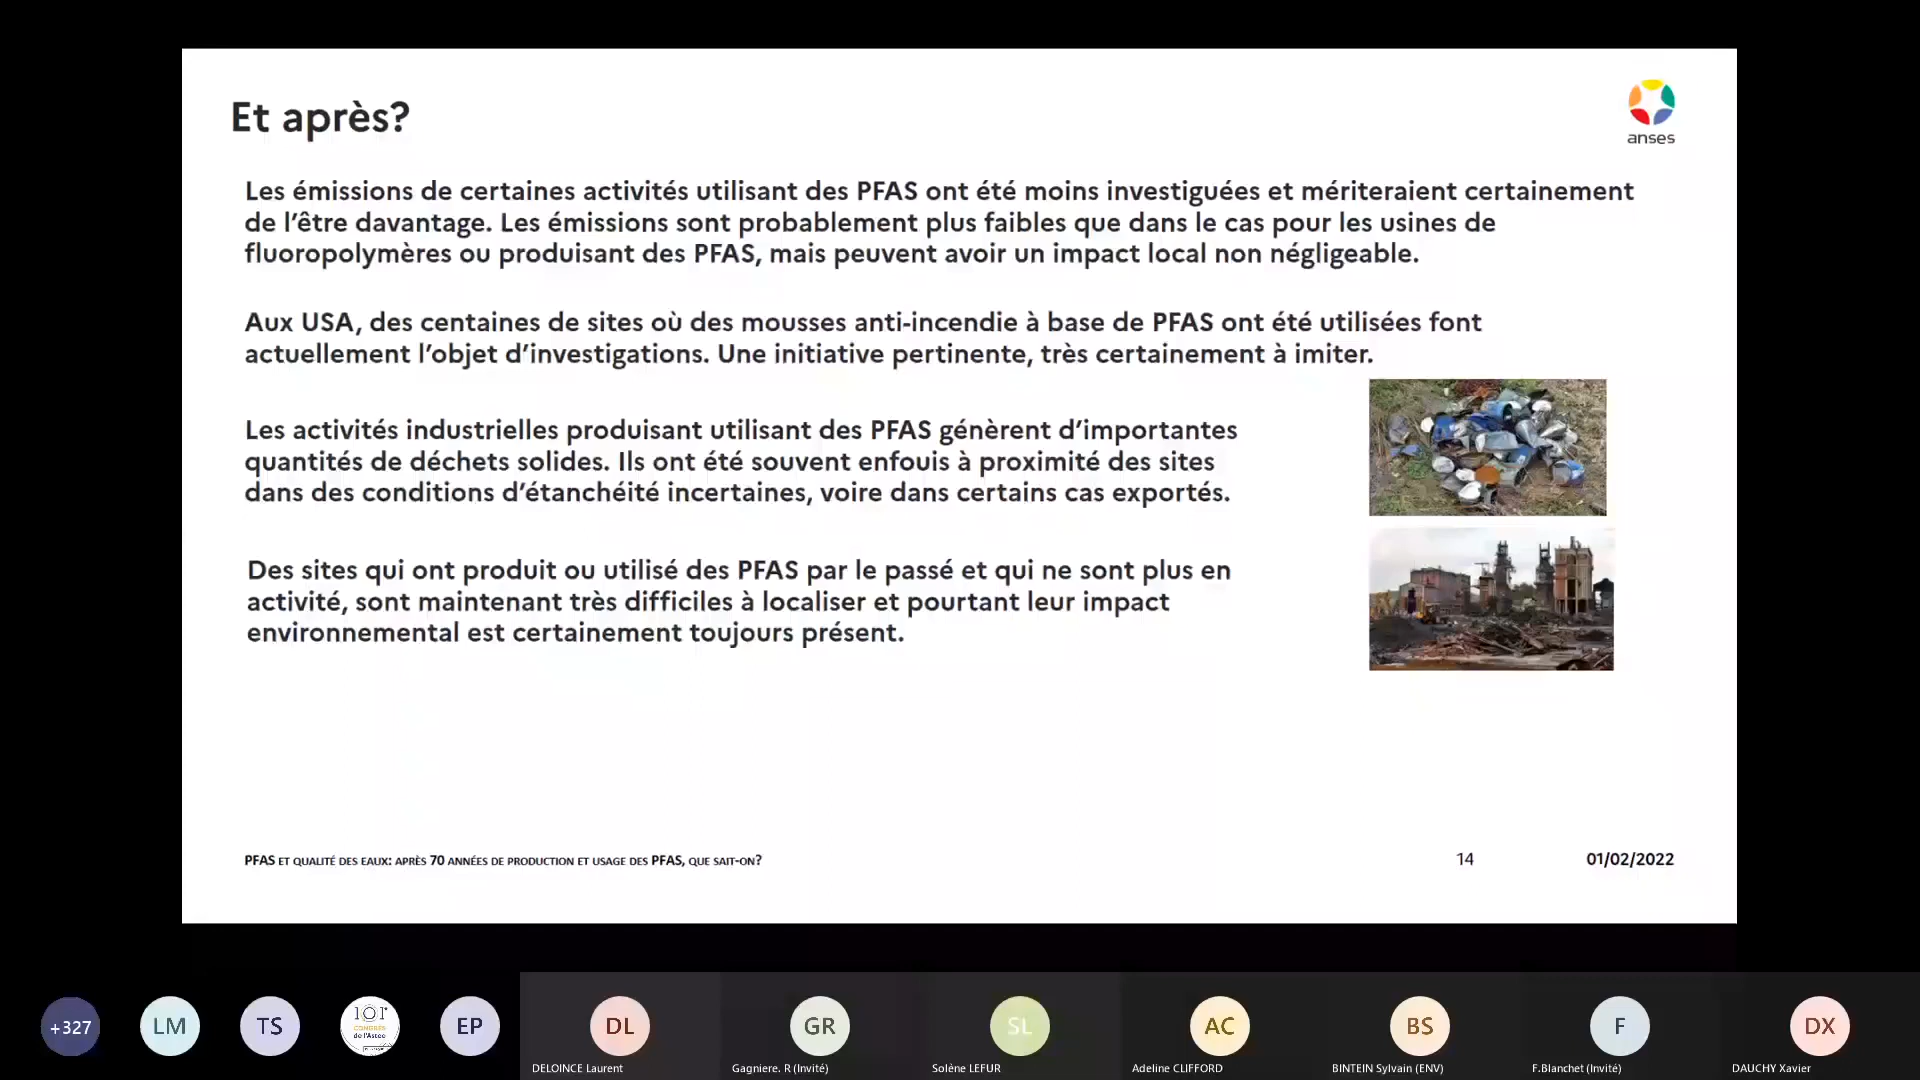 Et après?
anses
Les émissions de certaines activités utilisant des PFAS ont été moins investiguées et mériteraient certainement
de l’être davantage. Les émissions sont probablement plus faibles que dans le cas pour les usines de
fluoropolymères ou produisant des PFAS, mais peuvent avoir un impact local non négligeable.
Aux USA, des centaines de sites où des mousses anti-incendie à base de PFAS ont été utilisées font
actuellement l’objet d’investigations. Une initiative pertinente, très certainement à imiter.
Les activités industrielles produisant utilisant des PFAS génèrent d’importantes
quantités de déchets solides. Ils ont été souvent enfouis à proximité des sites
dans des conditions d’étanchéité incertaines, voire dans certains cas exportés.
Des sites qui ont produit ou utilisé des PFAS par le passé et qui ne sont plus en
activité, sont maintenant très difficiles à localiser et pourtant leur impact
environnemental est certainement toujours présent.
PFAS ET QUALITÉ DES EAUX: APRÈS 70 ANNÉES DE PRODUCTION ET USAGE DES PFAS, QUE SAIT-ON?
14
01/02/2022
+327
LM
TS
101e
CONGRÈS
de l'Astee
EP
DL
GR
SL
AC
BS
F
DX
DELOINCE Laurent
Gagniere. R (Invité)
Solène LEFUR
Adeline CLIFFORD
BINTEIN Sylvain (ENV)
F.Blanchet (Invité)
DAUCHY Xavier